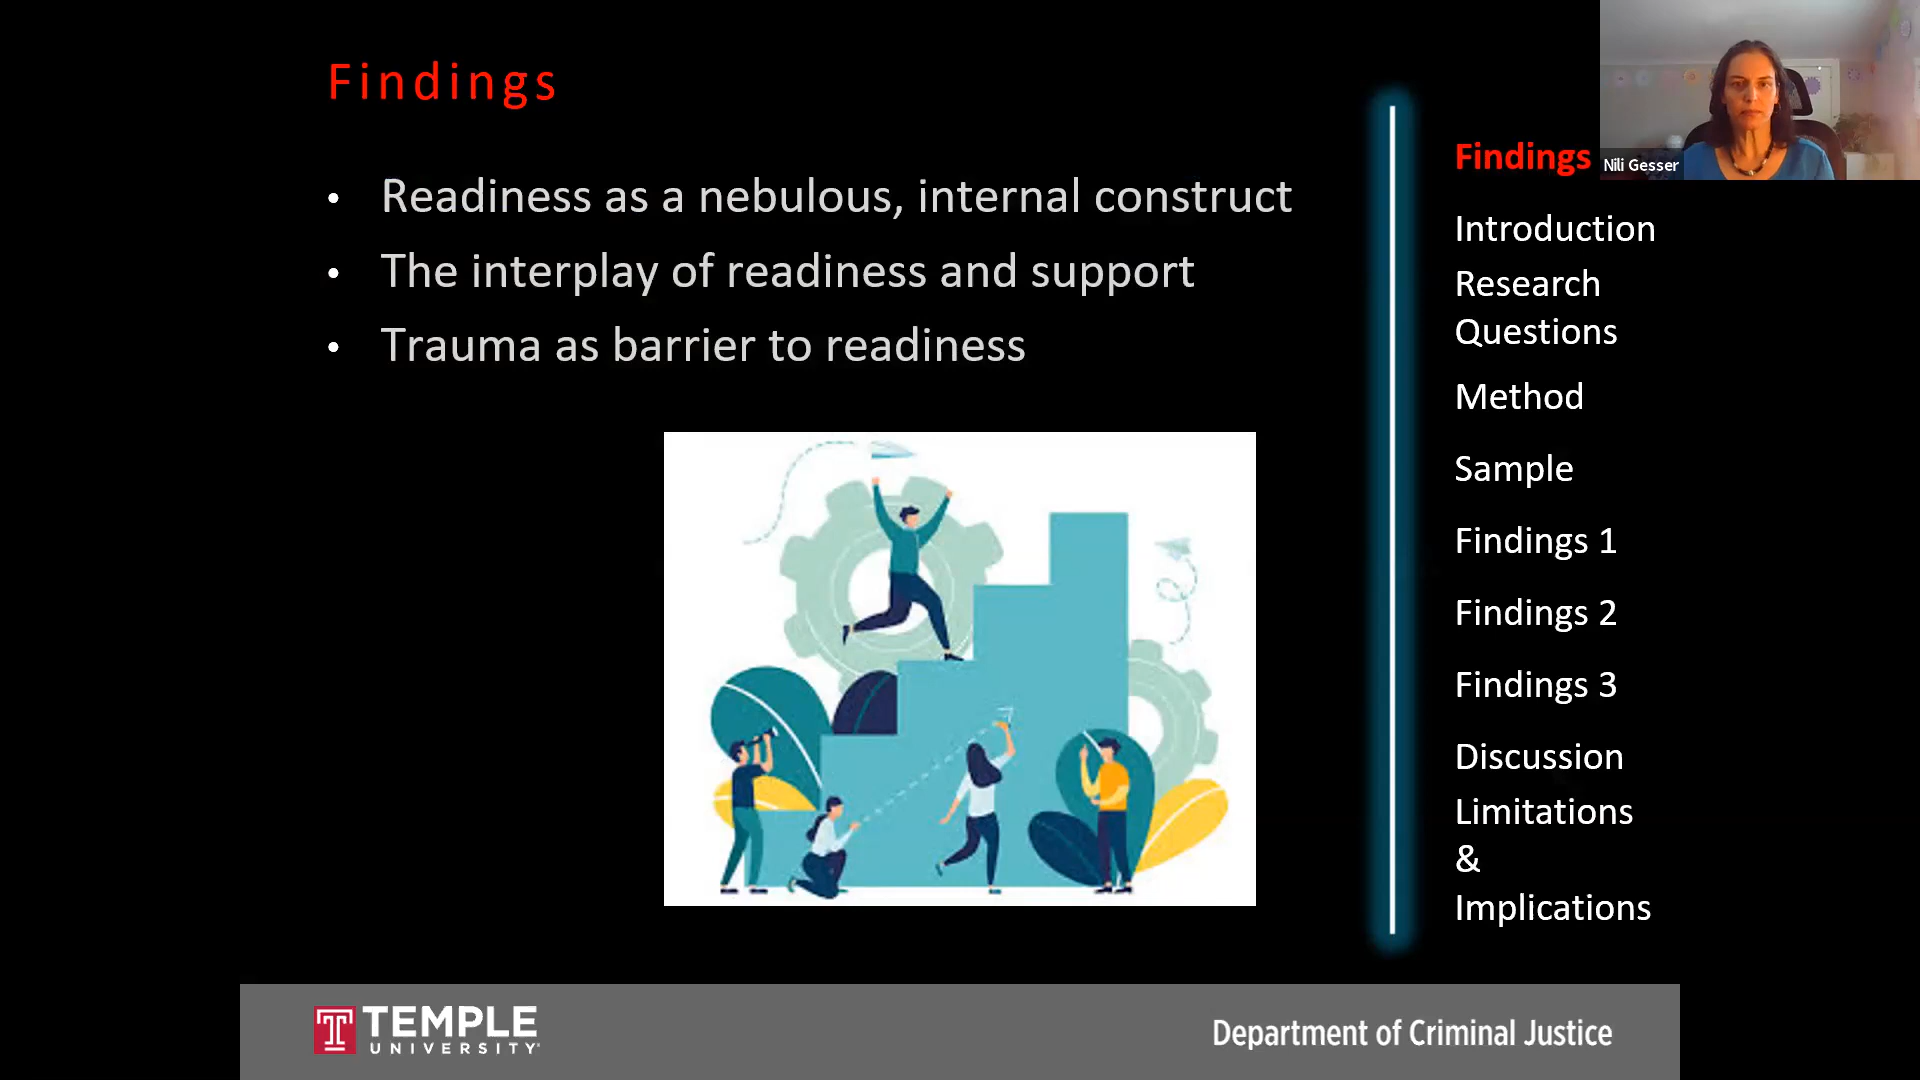 Findings
• Readiness as a nebulous, internal construct
• The interplay of readiness and support
• Trauma as barrier to readiness
Findings
Nili Gesser
Introduction
Research
Questions
Method
Sample
Findings 1
Findings 2
Findings 3
Discussion
Limitations
&
Implications
T TEMPLE
UNIVERSITY
Department of Criminal Justice